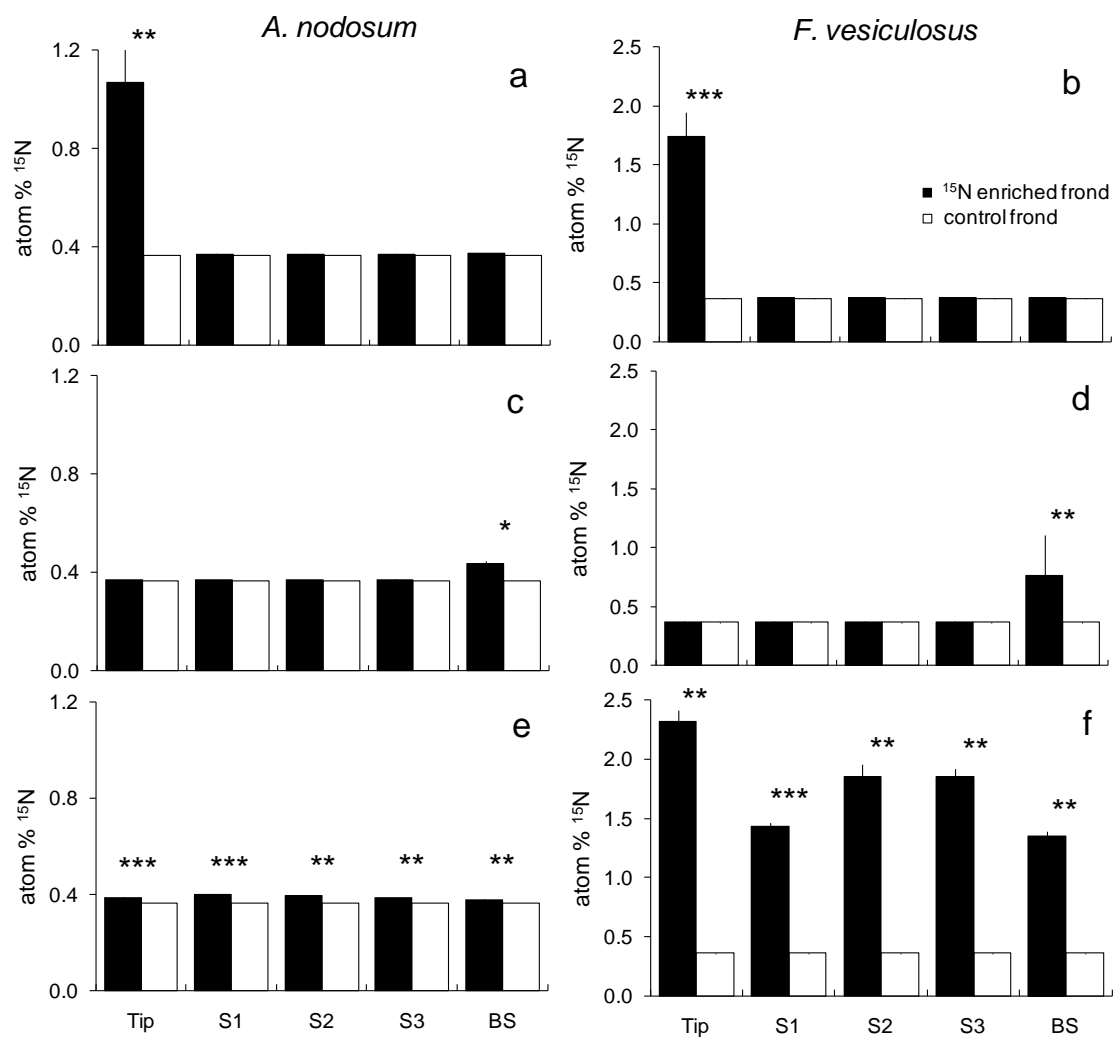 A. nodosum
F. vesiculosus
a
atom % ¹⁵N
1.2
0.8
0.4
0.0
**
b
atom % ¹⁵N
2.5
2.0
1.5
1.0
0.5
0.0
***
¹⁵N enriched frond
control frond
c
atom % ¹⁵N
1.2
0.8
0.4
0.0
*
d
atom % ¹⁵N
2.5
2.0
1.5
1.0
0.5
0.0
**
e
atom % ¹⁵N
1.2
0.8
0.4
0.0
*** *** ** ** **
Tip S1 S2 S3 BS
f
atom % ¹⁵N
2.5
2.0
1.5
1.0
0.5
0.0
** *** ** ** **
Tip S1 S2 S3 BS